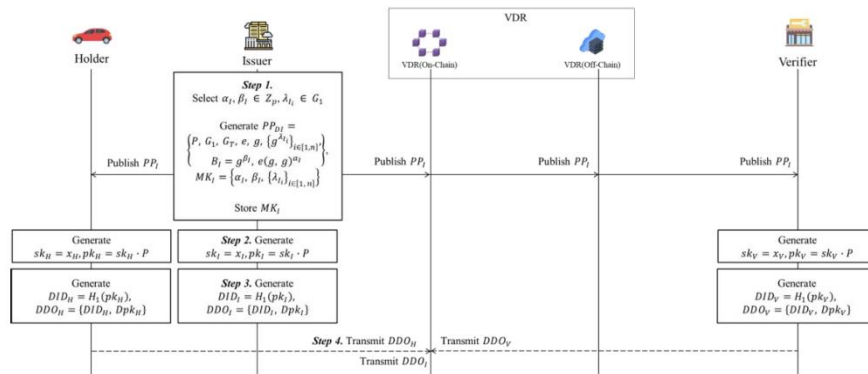 VDR
Holder
Issuer
VDR(On-Chain)
VDR(Off-Chain)
Verifier
Step 1.
Select α_I, β_I ∈ Z_p, λ_{I_i} ∈ G_1
Generate PP_{DI} =
{P, G_1, G_T, e, g, {g^{λ_{I_i}}}_{i∈[1,n]},
B_I = g^{β_I}, e(g, g)^{α_I}},
MK_I = {α_I, β_I, {λ_{I_i}}_{i∈[1,n]}}
Store MK_I
Publish PP_I
Publish PP_I
Publish PP_I
Publish PP_I
Generate
sk_H = x_H, pk_H = sk_H · P
Step 2. Generate
sk_I = x_I, pk_I = sk_I · P
Generate
sk_V = x_V, pk_V = sk_V · P
Generate
DID_H = H_1(pk_H),
DDO_H = {DID_H, Dpk_H}
Step 3. Generate
DID_I = H_1(pk_I),
DDO_I = {DID_I, Dpk_I}
Generate
DID_V = H_1(pk_V),
DDO_V = {DID_V, Dpk_V}
Step 4. Transmit DDO_H
Transmit DDO_V
Transmit DDO_I